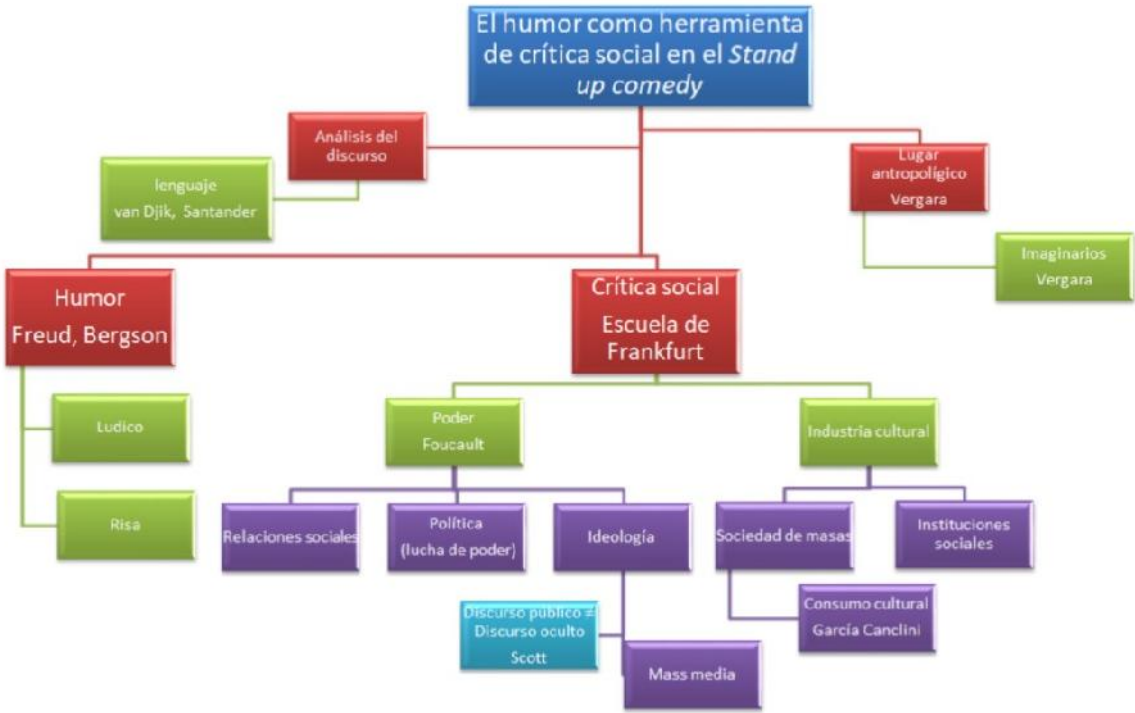 El humor como herramienta
de crítica social en el Stand
up comedy
Análisis del
discurso
lenguaje
van Djik, Santander
Lugar
antropolígico
Vergara
Imaginarios
Vergara
Humor
Freud, Bergson
Crítica social
Escuela de
Frankfurt
Ludico
Risa
Poder
Foucault
Industria cultural
Relaciones sociales
Política
(lucha de poder)
Ideología
Sociedad de masas
Instituciones
sociales
Discurso público =
Discurso oculto
Scott
Mass media
Consumo cultural
García Canclini